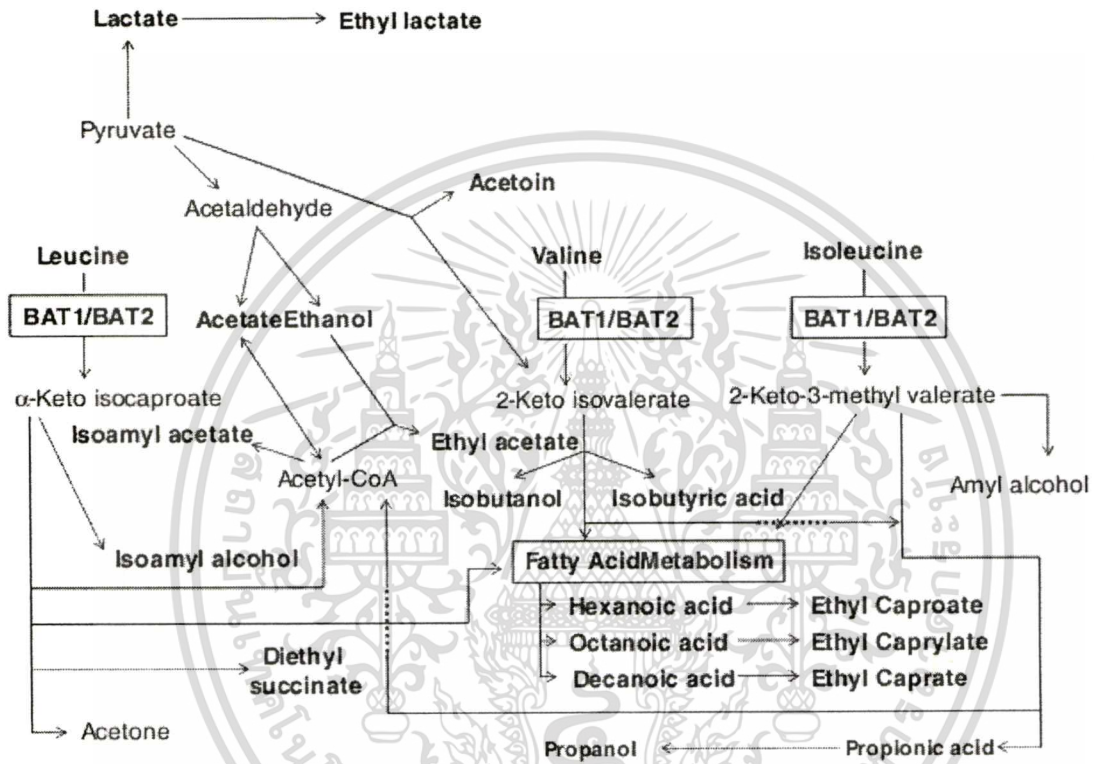 Lactate Ethyl lactate
Pyruvate
Acetoin
Acetaldehyde
Leucine Valine Isoleucine
BAT1/BAT2 AcetateEthanol BAT1/BAT2 BAT1/BAT2
α-Keto isocaproate 2-Keto isovalerate 2-Keto-3-methyl valerate
Isoamyl acetate Ethyl acetate
Acetyl-CoA Amyl alcohol
Isobutanol Isobutyric acid
Isoamyl alcohol Fatty AcidMetabolism
Hexanoic acid Ethyl Caproate
Octanoic acid Ethyl Caprylate
Diethyl
succinate
Decanoic acid Ethyl Caprate
Acetone
Propanol Propionic acid